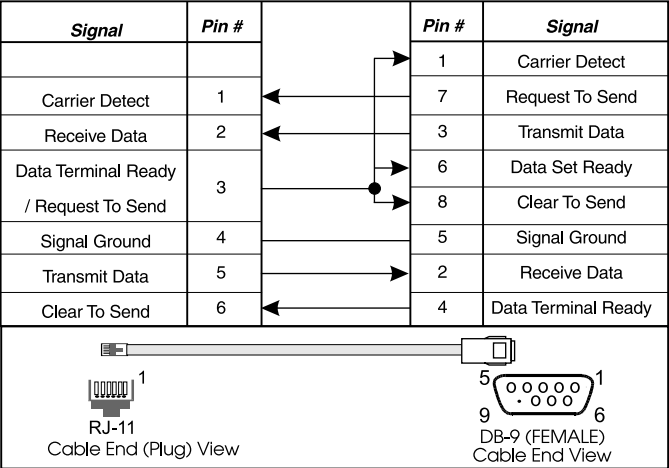 Signal Pin # Pin # Signal
1 Carrier Detect
Carrier Detect 1 7 Request To Send
Receive Data 2 3 Transmit Data
Data Terminal Ready
/ Request To Send
3
6 Data Set Ready
8 Clear To Send
Signal Ground 4 5 Signal Ground
Transmit Data 5 2 Receive Data
Clear To Send 6 4 Data Terminal Ready
1
RJ-11
Cable End (Plug) View
5 1
9 6
DB-9 (FEMALE)
Cable End View